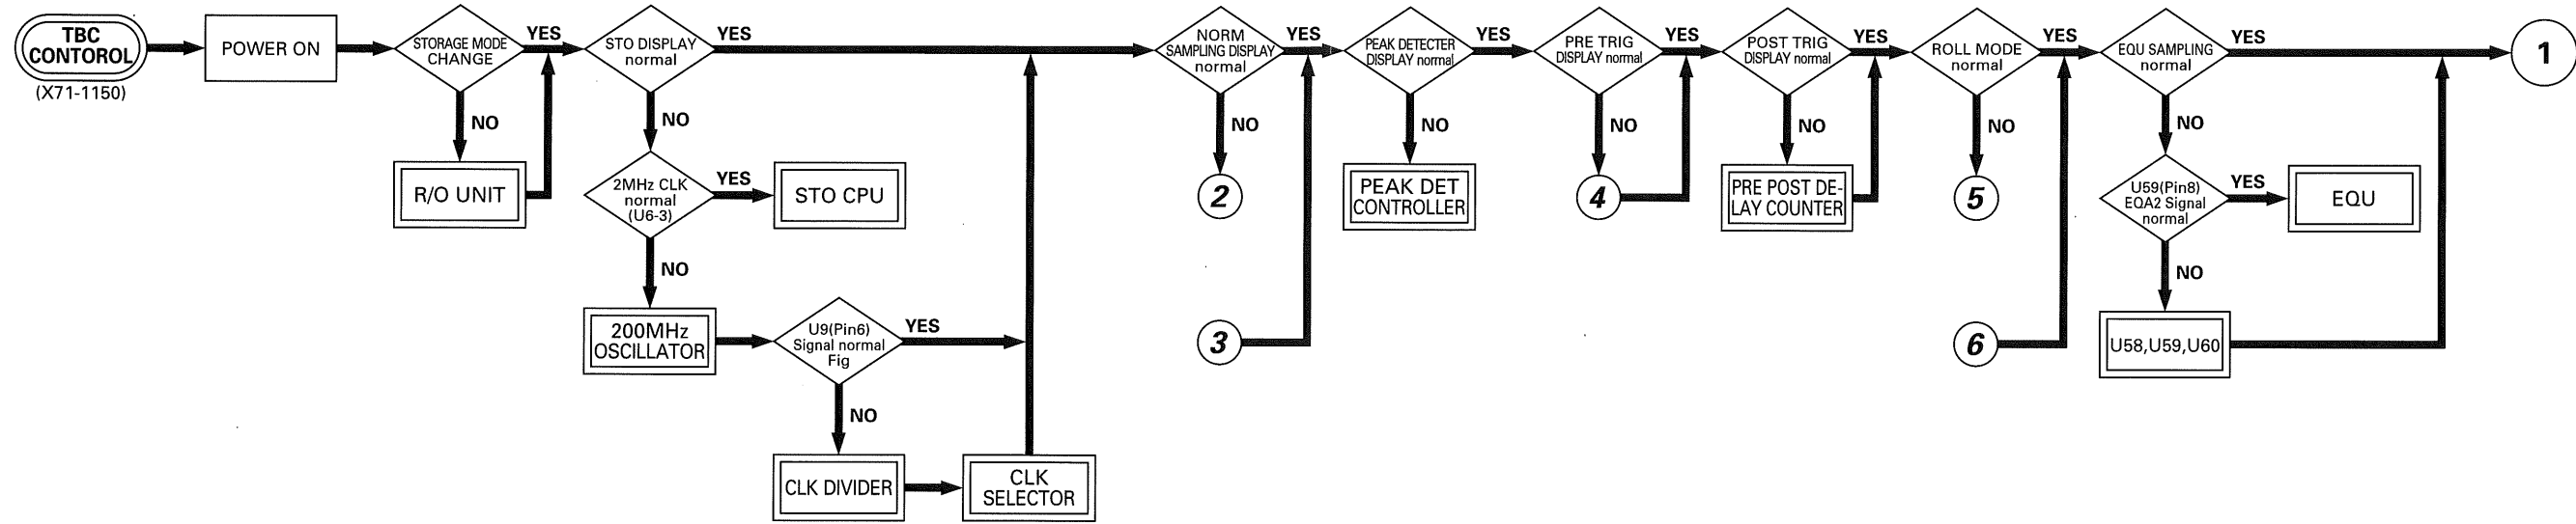 TBC
CONTOROL
(X71-1150)
POWER ON
STORAGE MODE
CHANGE
YES
NO
R/O UNIT
STO DISPLAY
normal
YES
NO
2MHz CLK
normal
(U6-3)
YES
STO CPU
NO
200MHz
OSCILLATOR
U9(Pin6)
Signal normal
Fig
YES
NO
CLK DIVIDER
CLK
SELECTOR
NORM
SAMPLING DISPLAY
normal
YES
NO
2
3
PEAK DETECTER
DISPLAY normal
YES
NO
PEAK DET
CONTROLLER
PRE TRIG
DISPLAY normal
YES
NO
4
POST TRIG
DISPLAY normal
YES
NO
PRE POST DE-
LAY COUNTER
ROLL MODE
normal
YES
NO
5
6
EQU SAMPLING
normal
YES
NO
U59(Pin8)
EQA2 Signal
normal
YES
EQU
NO
U58,U59,U60
1